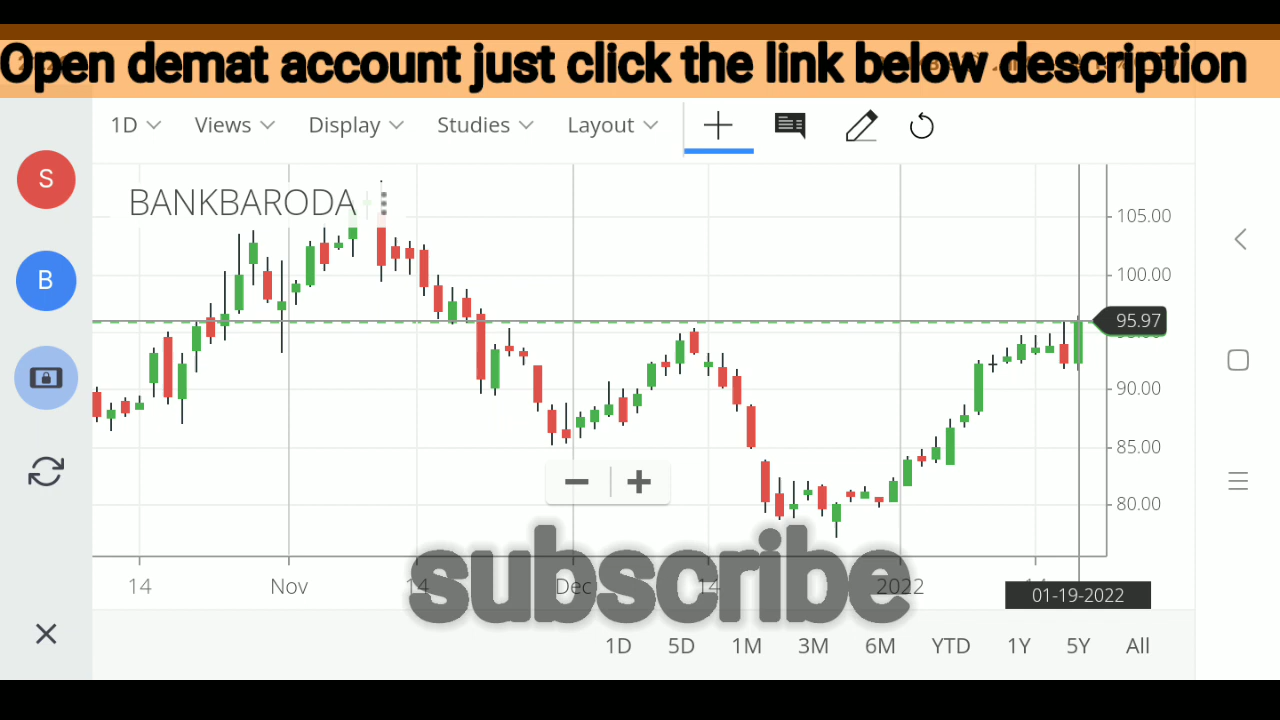 Open demat account just click the link below description
1D Views Display Studies Layout
S
BANKBARODA
B
105.00
100.00
95.97
90.00
85.00
80.00
subscribe
14 Nov 14 Dec 14 2022
01-19-2022
1D 5D 1M 3M 6M YTD 1Y 5Y All